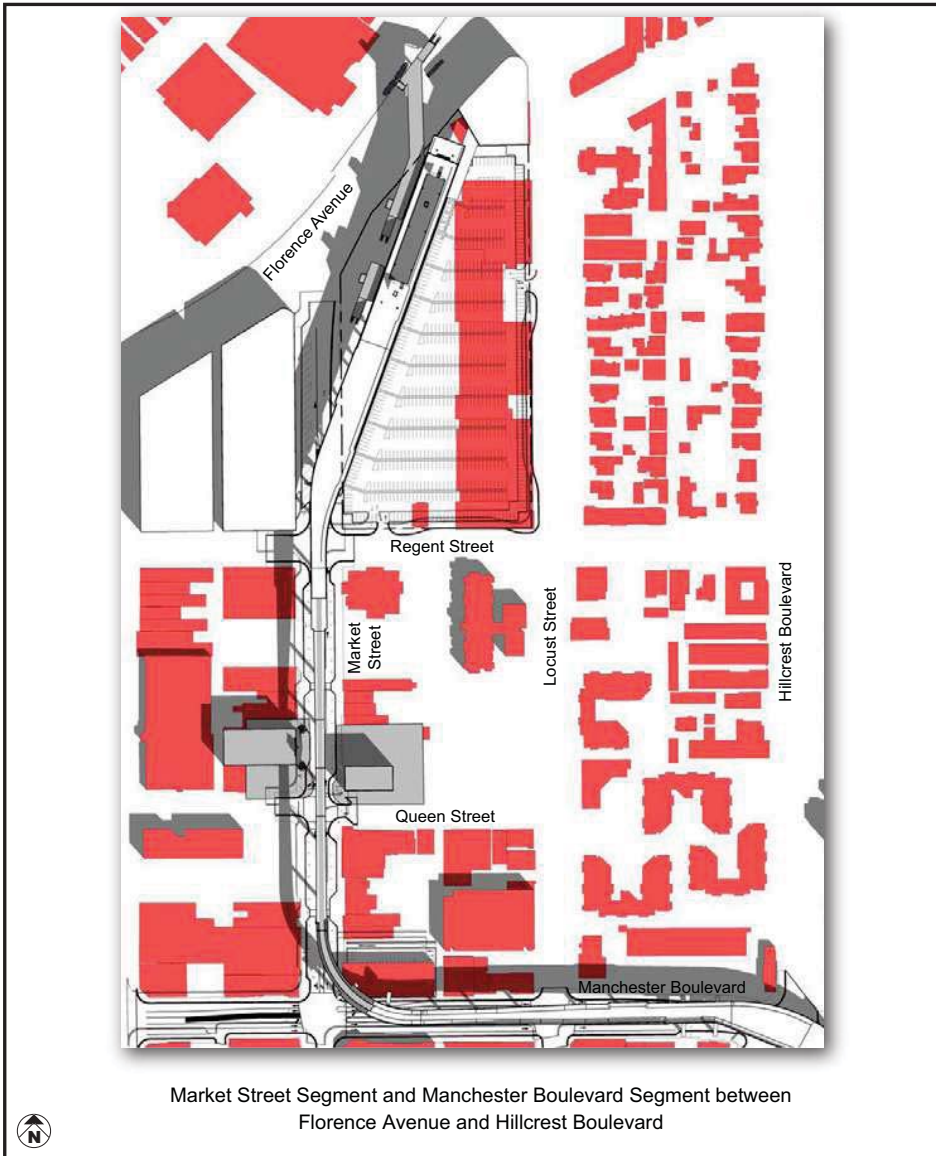 Florence Avenue
Regent Street
Market
Street
Locust Street
Hillcrest Boulevard
Queen Street
Manchester Boulevard
Market Street Segment and Manchester Boulevard Segment between
Florence Avenue and Hillcrest Boulevard
N